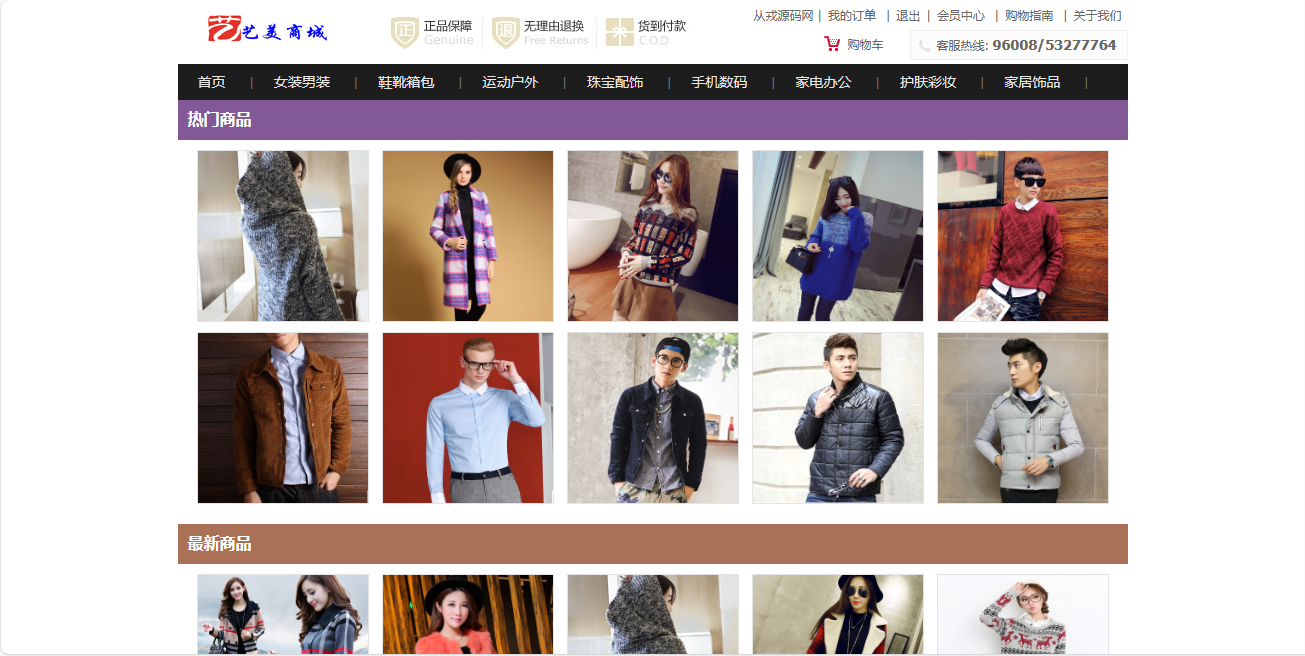 艺 艺美商城
正 正品保障 Genuine
退 无理由退换 Free Returns
货到付款 C.O.D
从戎源码网 | 我的订单 | 退出 | 会员中心 | 购物指南 | 关于我们
购物车
客服热线: 96008/53277764
首页 | 女装男装 | 鞋靴箱包 | 运动户外 | 珠宝配饰 | 手机数码 | 家电办公 | 护肤彩妆 | 家居饰品 |
热门商品
最新商品